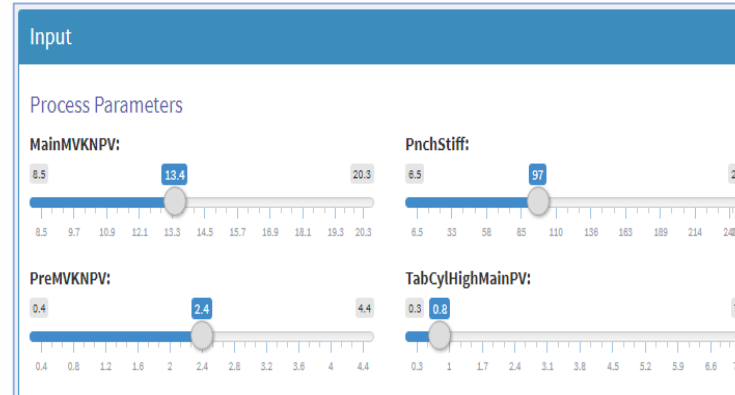 Input
Process Parameters
MainMVKNPV:
8.5 13.4 20.3
8.5 9.7 10.9 12.1 13.3 14.5 15.7 16.9 18.1 19.3 20.3
PnchStiff:
6.5 97
6.5 33 58 85 110 136 163 189 214
PreMVKNPV:
0.4 2.4 4.4
0.4 0.8 1.2 1.6 2 2.4 2.8 3.2 3.6 4 4.4
TabCylHighMainPV:
0.3 0.8
0.3 1 1.7 2.4 3.1 3.8 4.5 5.2 5.9 6.6